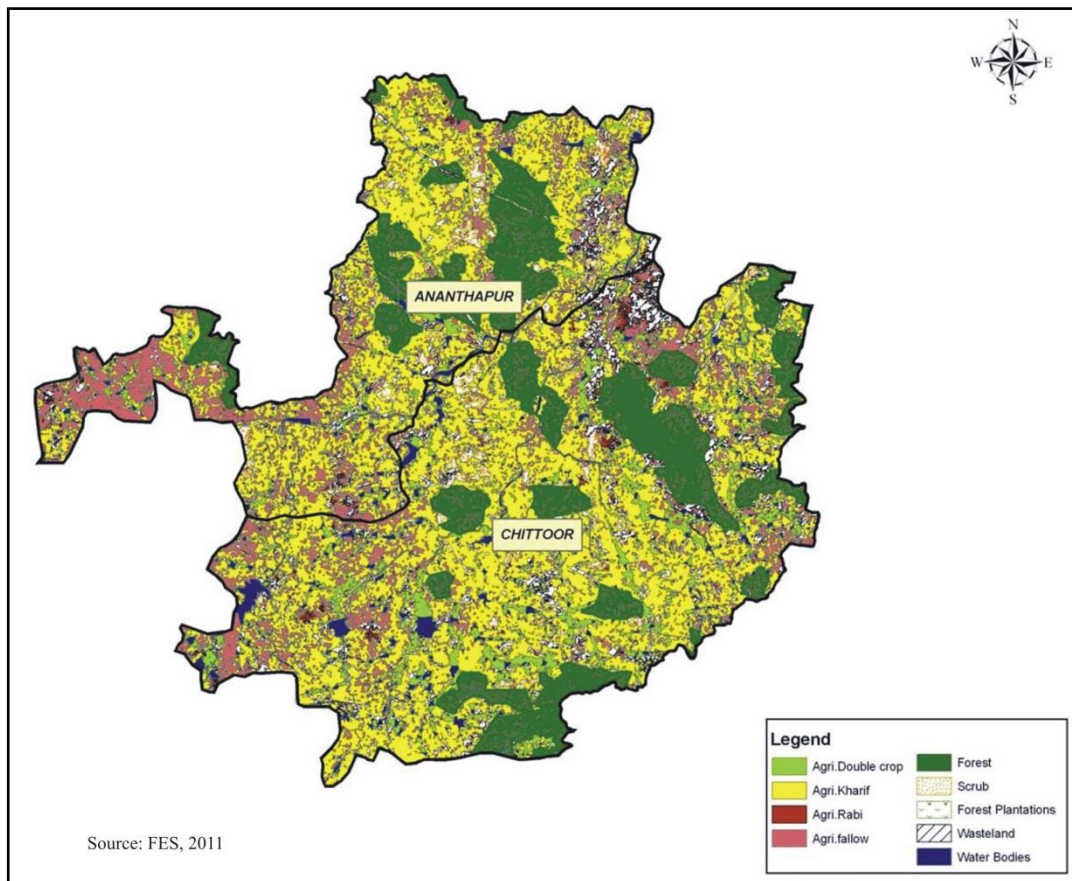 N
W E
S
ANANTHAPUR
CHITTOOR
Legend
Agri.Double crop
Agri.Kharif
Agri.Rabi
Agri.fallow
Forest
Scrub
Forest Plantations
Wasteland
Water Bodies
Source: FES, 2011